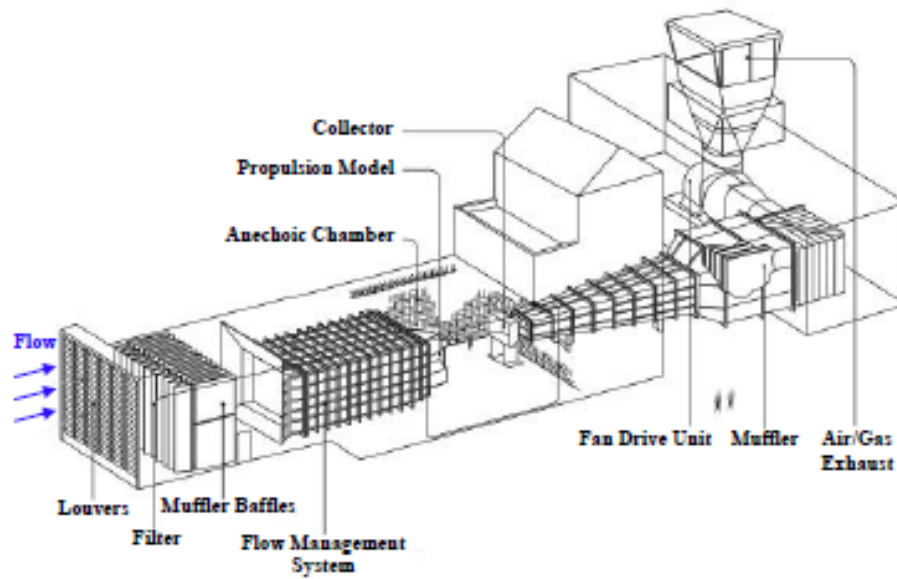 Collector
Propulsion Model
Anechoic Chamber
Flow
Fan Drive Unit
Muffler
Air/Gas
Exhaust
Louvers
Muffler Baffles
Filter
Flow Management
System